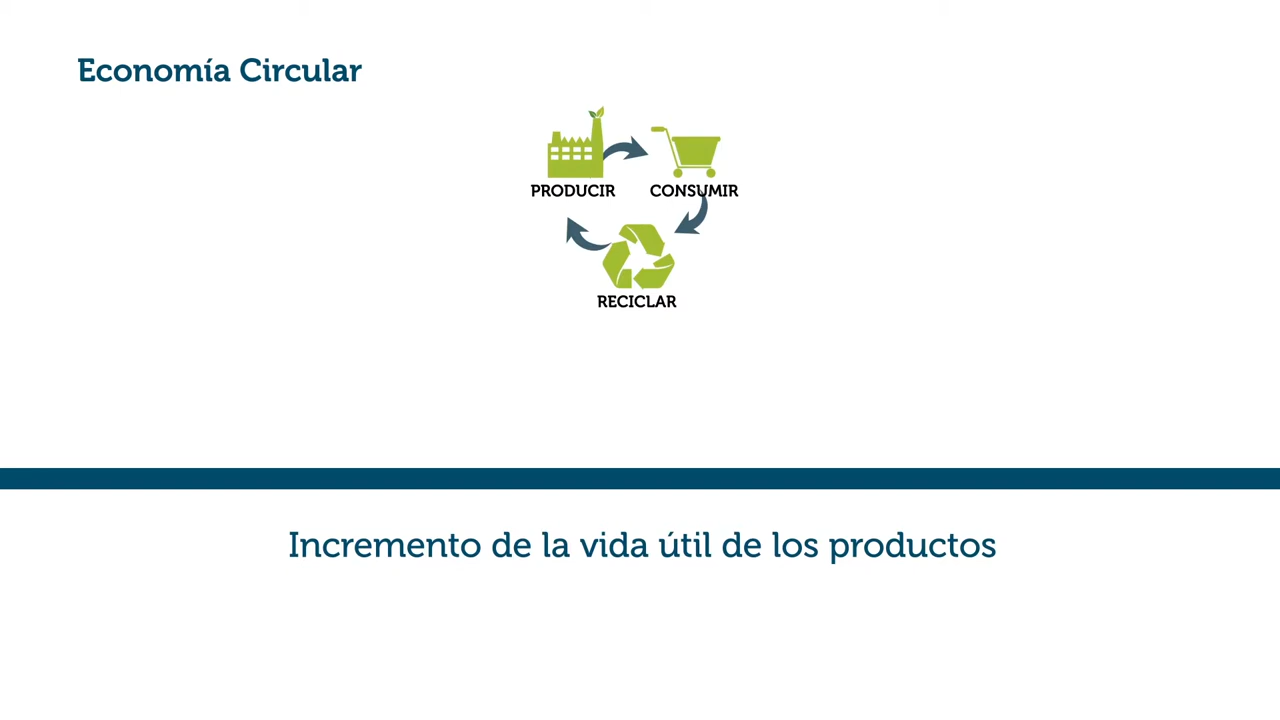 Economía Circular
PRODUCIR CONSUMIR
RECICLAR
Incremento de la vida útil de los productos